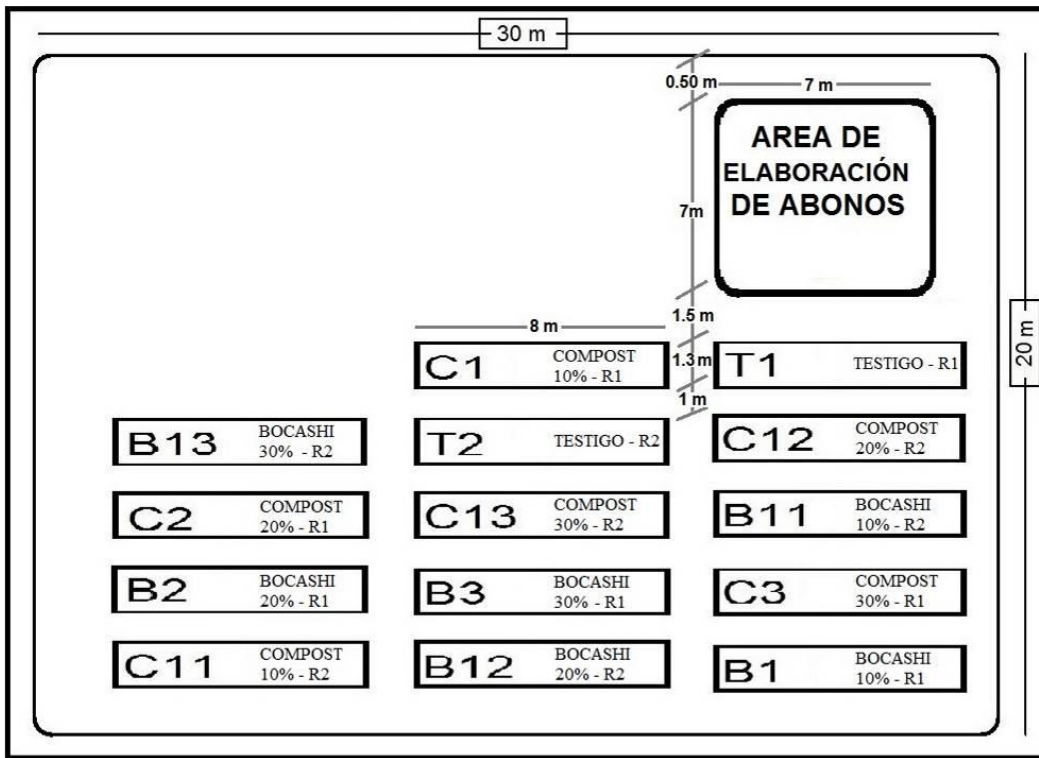 30 m
0.50 m
7 m
AREA DE
ELABORACIÓN
DE ABONOS
7m
20 m
1.5 m
8 m
C1
COMPOST
10% - R1
1.3 m
T1
TESTIGO - R1
1 m
B13
BOCASHI
30% - R2
T2
TESTIGO - R2
C12
COMPOST
20% - R2
C2
COMPOST
20% - R1
C13
COMPOST
30% - R2
B11
BOCASHI
10% - R2
B2
BOCASHI
20% - R1
B3
BOCASHI
30% - R1
C3
COMPOST
30% - R1
C11
COMPOST
10% - R2
B12
BOCASHI
20% - R2
B1
BOCASHI
10% - R1